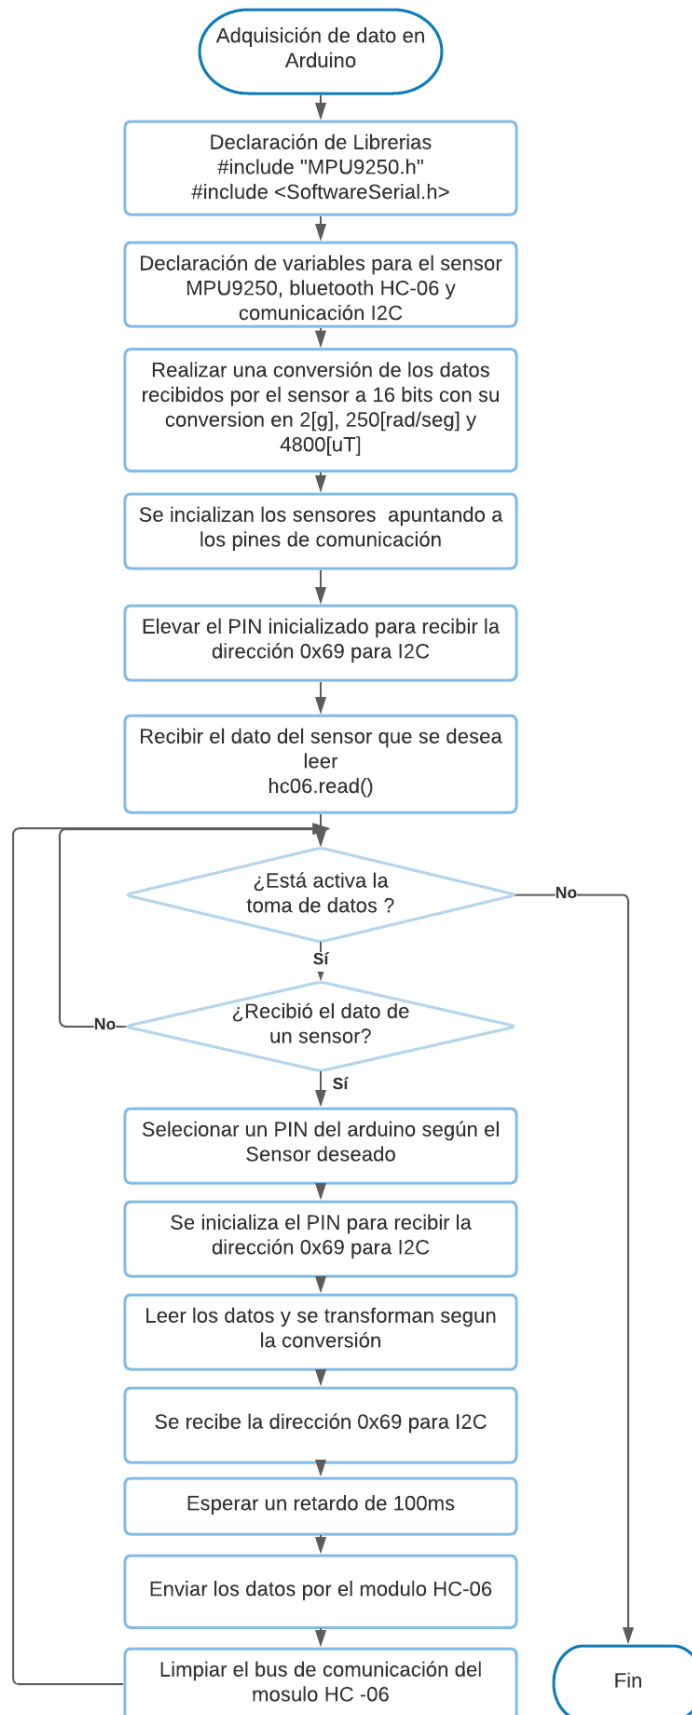 Adquisición de dato en
Arduino
Declaración de Librerias
#include "MPU9250.h"
#include <SoftwareSerial.h>
Declaración de variables para el sensor
MPU9250, bluetooth HC-06 y
comunicación I2C
Realizar una conversión de los datos
recibidos por el sensor a 16 bits con su
conversion en 2[g], 250[rad/seg] y
4800[uT]
Se incializan los sensores apuntando a
los pines de comunicación
Elevar el PIN inicializado para recibir la
dirección 0x69 para I2C
Recibir el dato del sensor que se desea
leer
hc06.read()
¿Está activa la
toma de datos ?
No
Sí
¿Recibió el dato de
un sensor?
No
Sí
Selecionar un PIN del arduino según el
Sensor deseado
Se inicializa el PIN para recibir la
dirección 0x69 para I2C
Leer los datos y se transforman segun
la conversión
Se recibe la dirección 0x69 para I2C
Esperar un retardo de 100ms
Enviar los datos por el modulo HC-06
Limpiar el bus de comunicación del
mosulo HC -06
Fin